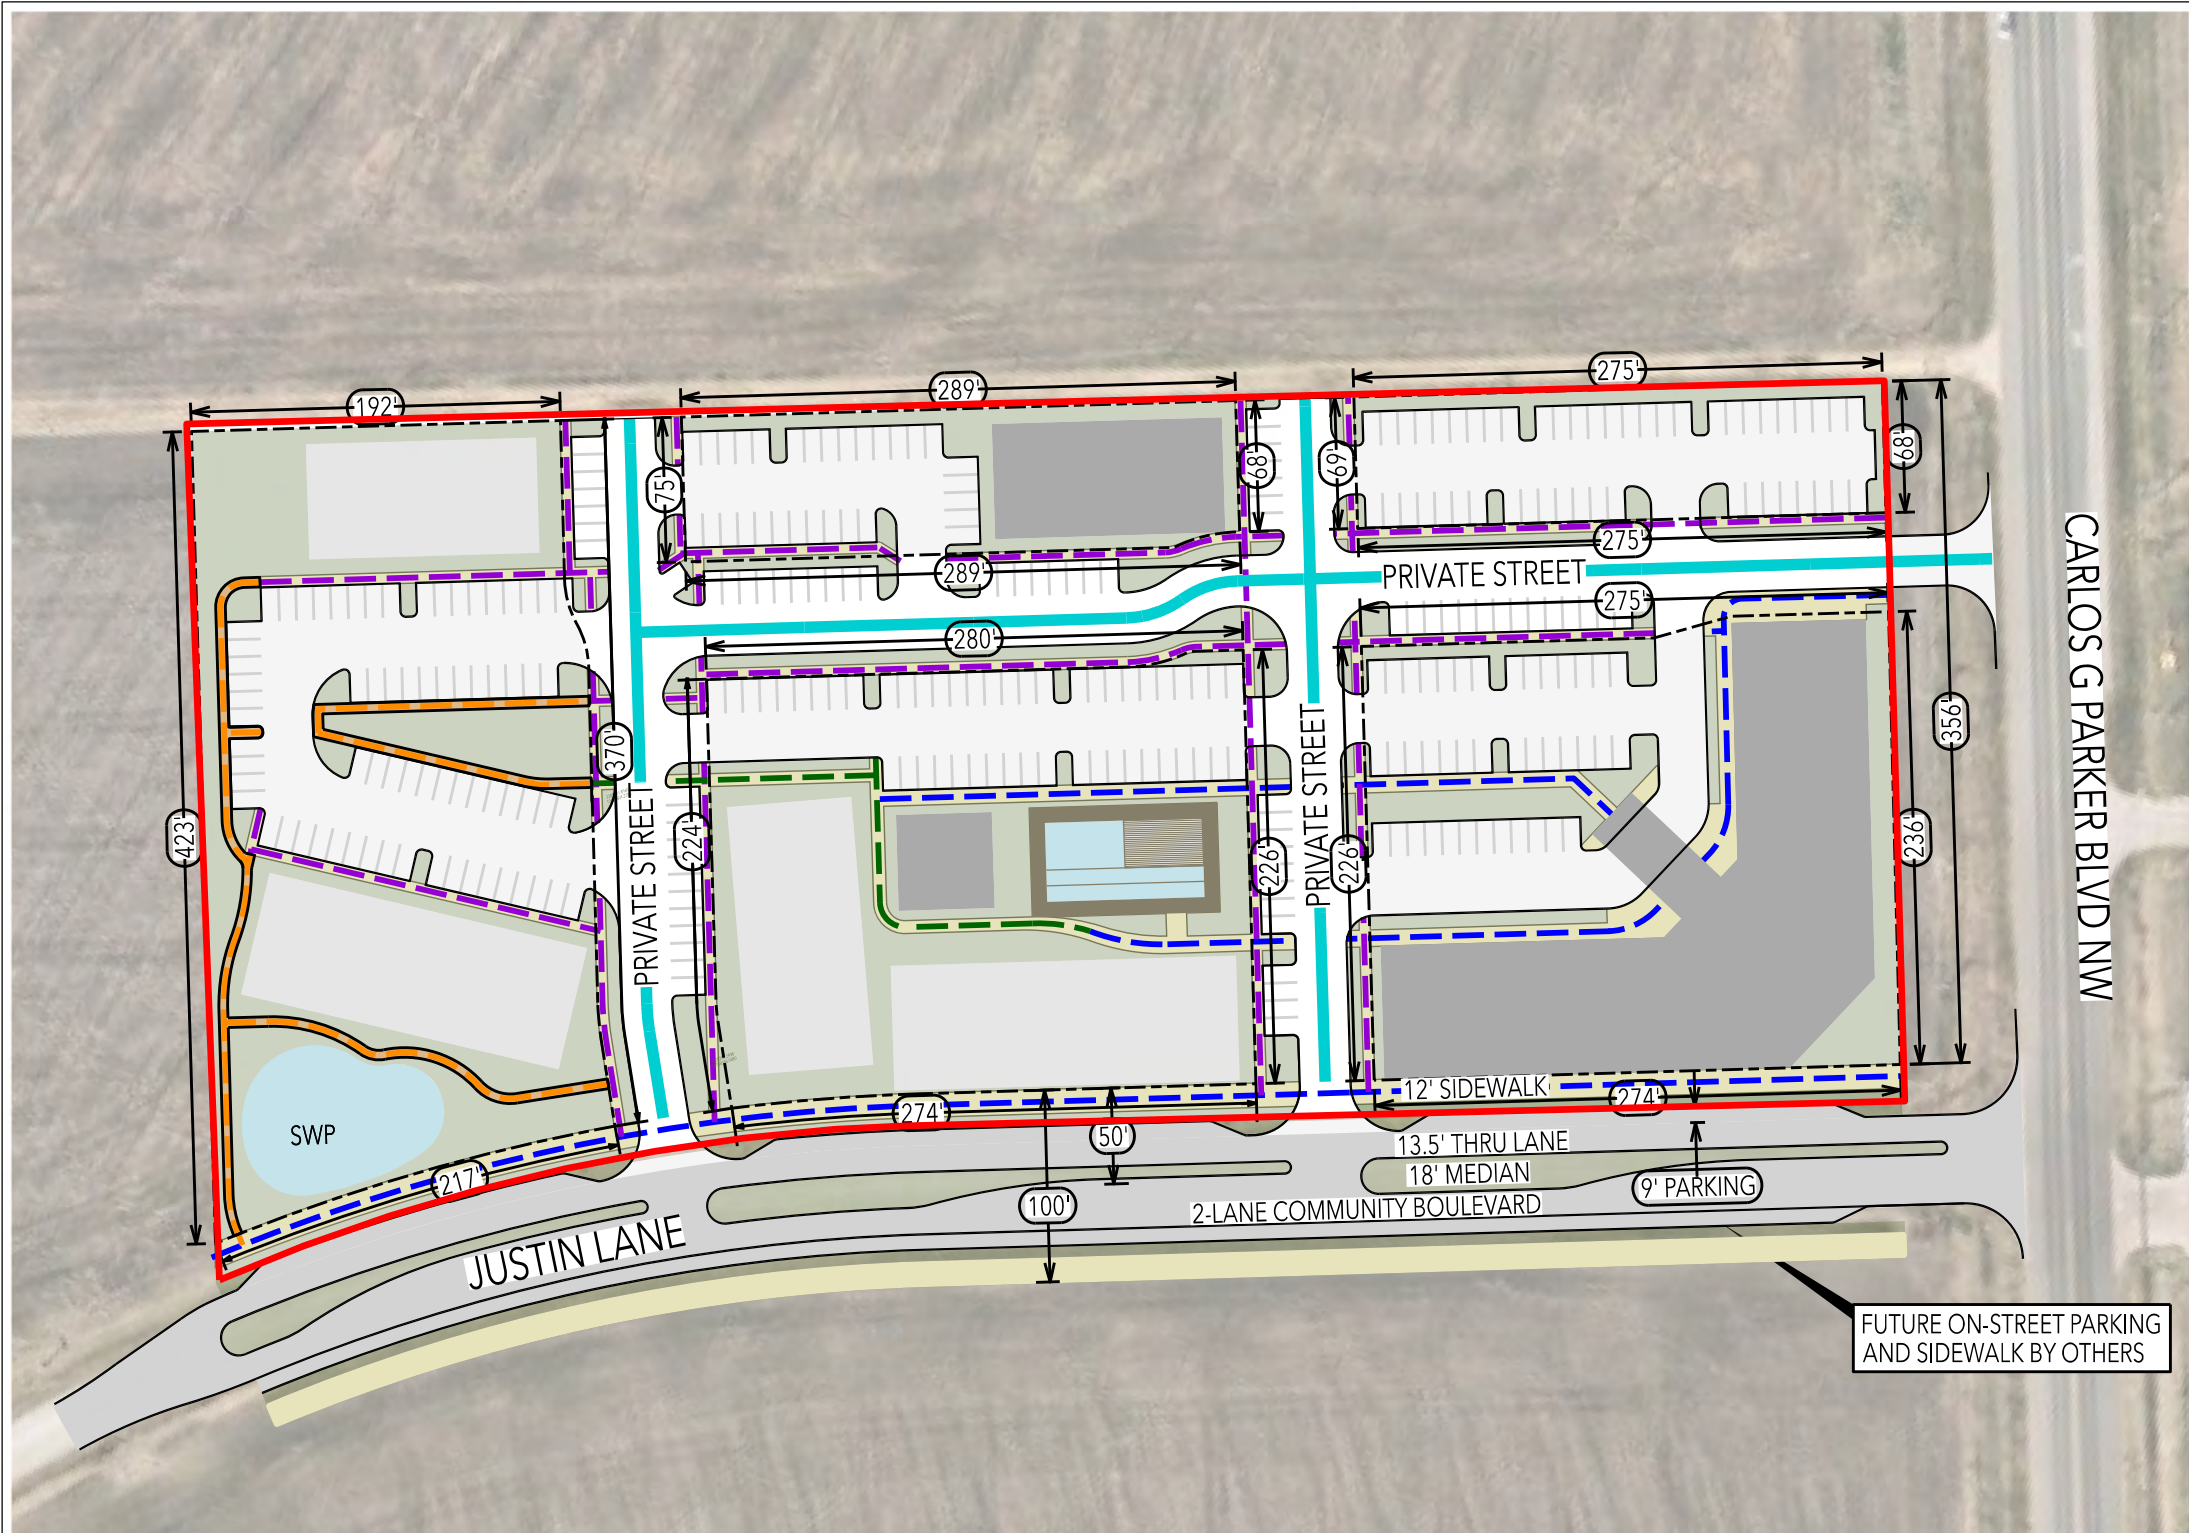 275'
289'
192'
68'
68'
69'
75'
275'
PRIVATE STREET
289'
275'
280'
CARLOS G PARKER BLVD NW
356'
370'
423'
224'
PRIVATE STREET
PRIVATE STREET
226'
226'
236'
12' SIDEWALK
274'
274'
SWP
50'
13.5' THRU LANE
18' MEDIAN
9' PARKING
217'
100'
2-LANE COMMUNITY BOULEVARD
JUSTIN LANE
FUTURE ON-STREET PARKING
AND SIDEWALK BY OTHERS